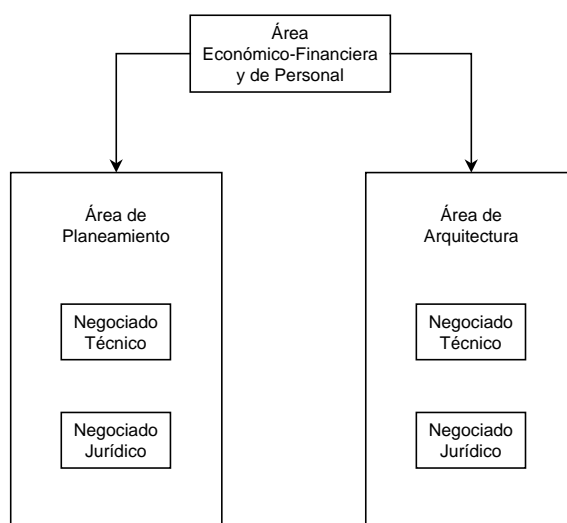 Área
Económico-Financiera
y de Personal
Área de
Planeamiento
Negociado
Técnico
Negociado
Jurídico
Área de
Arquitectura
Negociado
Técnico
Negociado
Jurídico